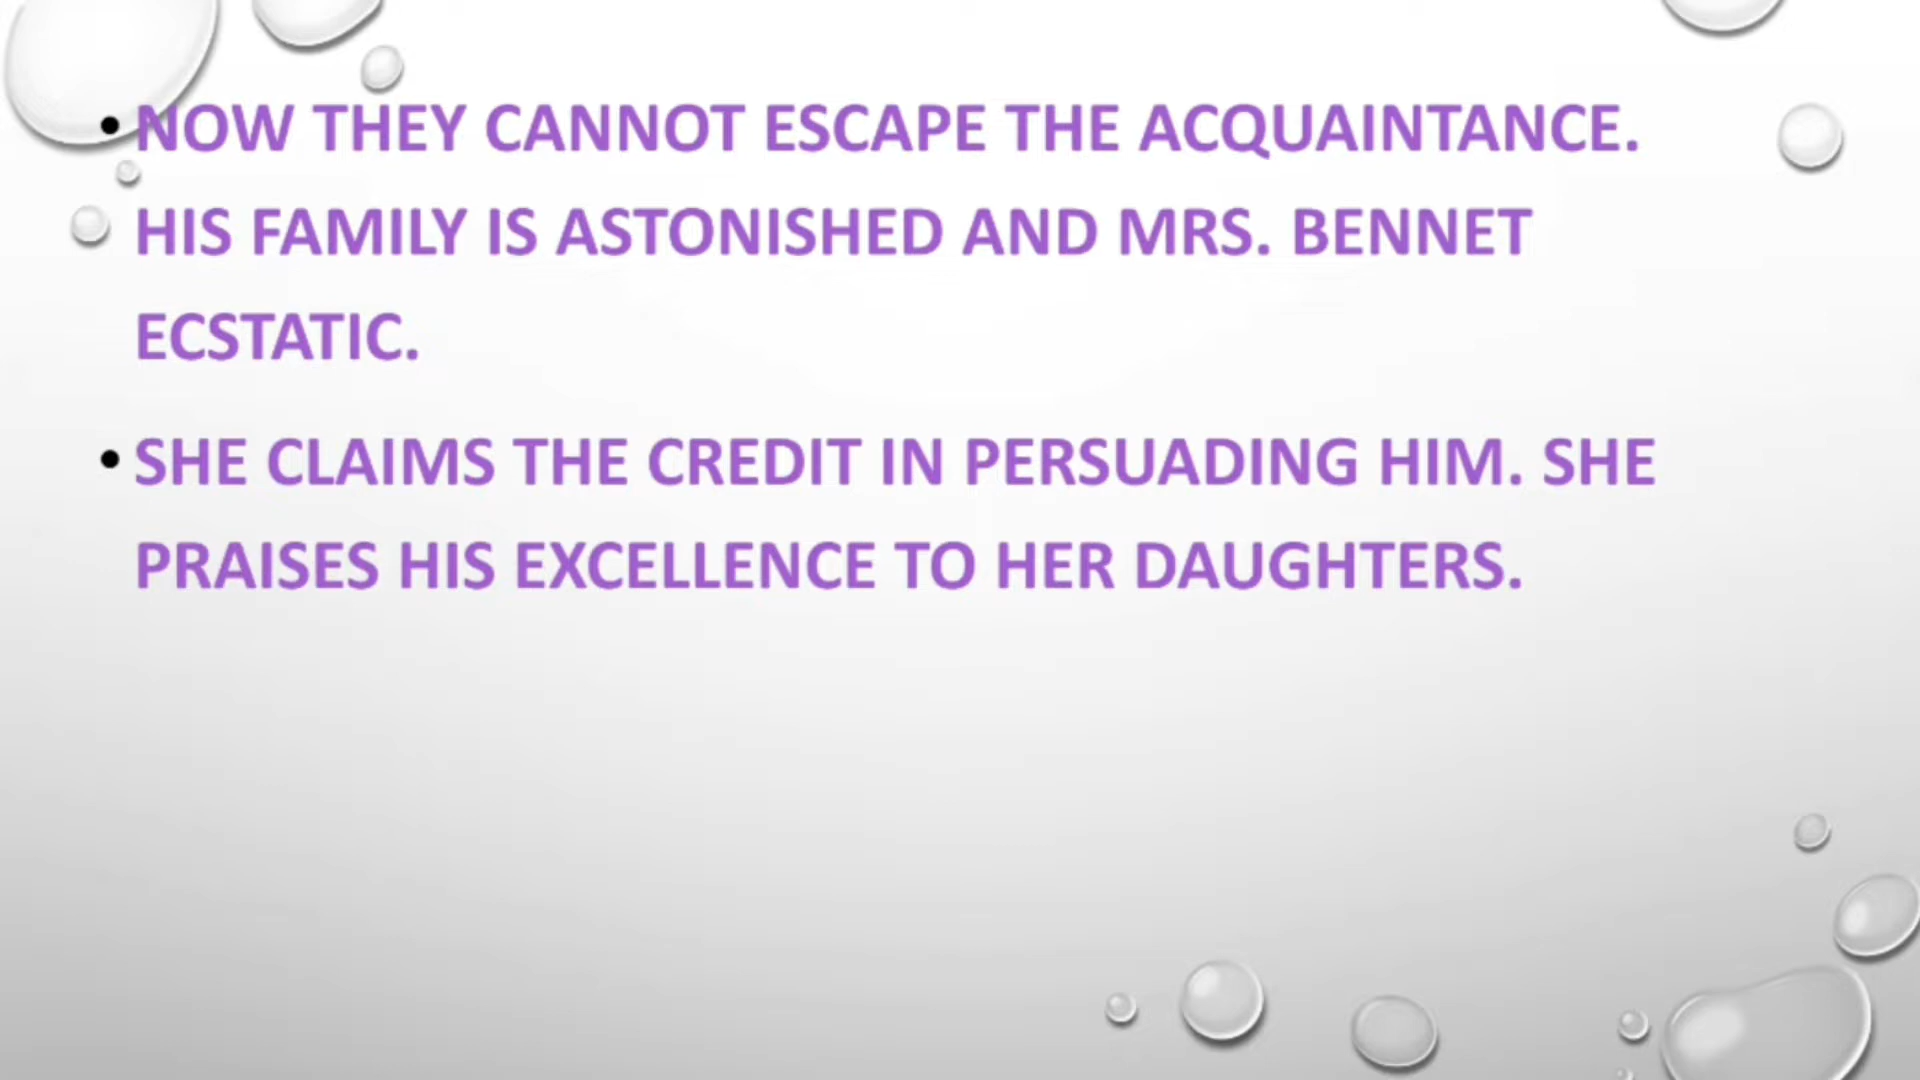 • NOW THEY CANNOT ESCAPE THE ACQUAINTANCE.
HIS FAMILY IS ASTONISHED AND MRS. BENNET
ECSTATIC.
• SHE CLAIMS THE CREDIT IN PERSUADING HIM. SHE
PRAISES HIS EXCELLENCE TO HER DAUGHTERS.